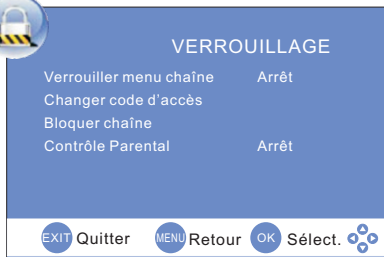 VERROUILLAGE
Verrouiller menu chaîne Arrêt
Changer code d'accès
Bloquer chaîne
Contrôle Parental Arrêt
EXIT Quitter MENU Retour OK Sélect.